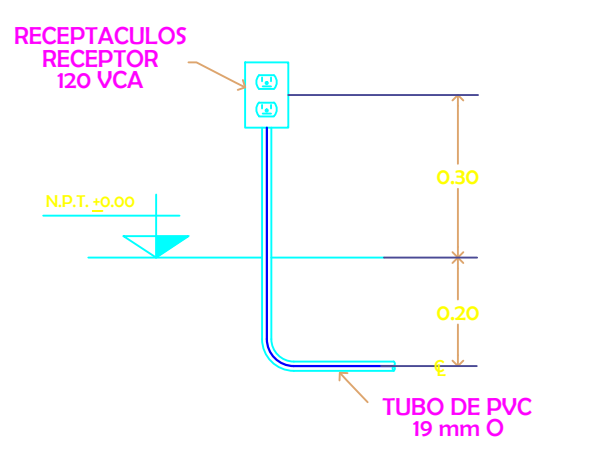 RECEPTACULOS
RECEPTOR
120 VCA
N.P.T. ±0.00
0.30
0.20
℄
TUBO DE PVC
19 mm O